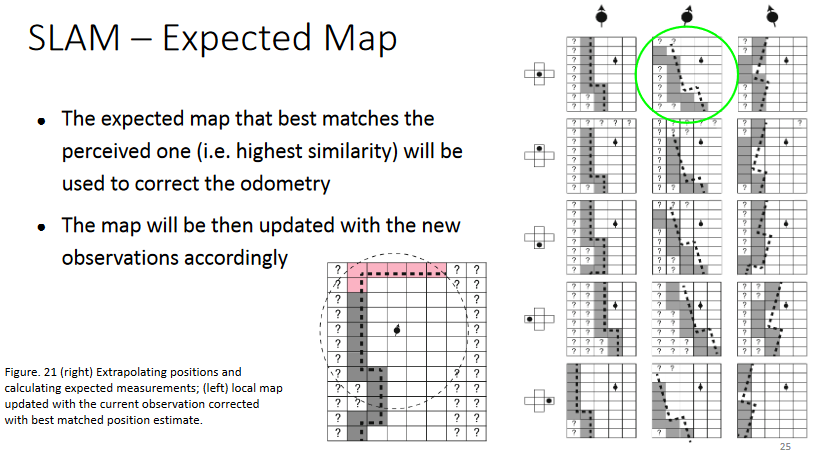 SLAM – Expected Map
• The expected map that best matches the
perceived one (i.e. highest similarity) will be
used to correct the odometry
• The map will be then updated with the new
observations accordingly
Figure. 21 (right) Extrapolating positions and
calculating expected measurements; (left) local map
updated with the current observation corrected
with best matched position estimate.
25